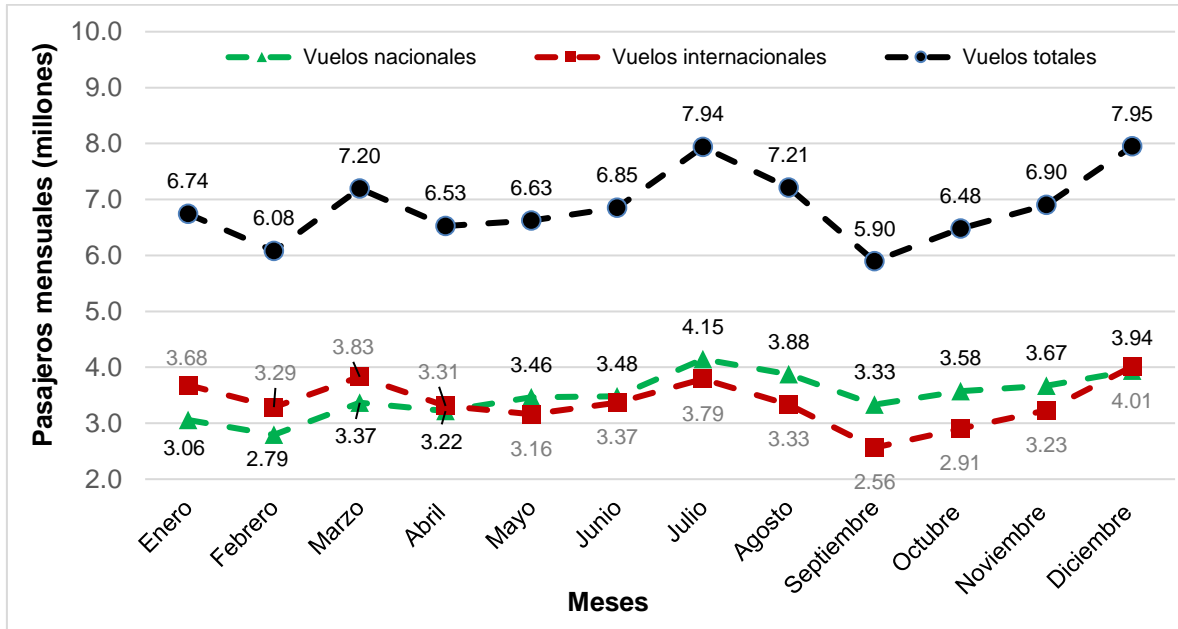 Pasajeros mensuales (millones)
10.0
9.0
8.0
7.0
6.0
5.0
4.0
3.0
2.0
Vuelos nacionales
Vuelos internacionales
Vuelos totales
6.74
6.08
7.20
6.53
6.63
6.85
7.94
7.21
5.90
6.48
6.90
7.95
3.68
3.29
3.83
3.31
3.46
3.48
4.15
3.88
3.33
3.58
3.67
3.94
3.06
2.79
3.37
3.22
3.16
3.37
3.79
3.33
2.56
2.91
3.23
4.01
Enero
Febrero
Marzo
Abril
Mayo
Junio
Julio
Agosto
Septiembre
Octubre
Noviembre
Diciembre
Meses